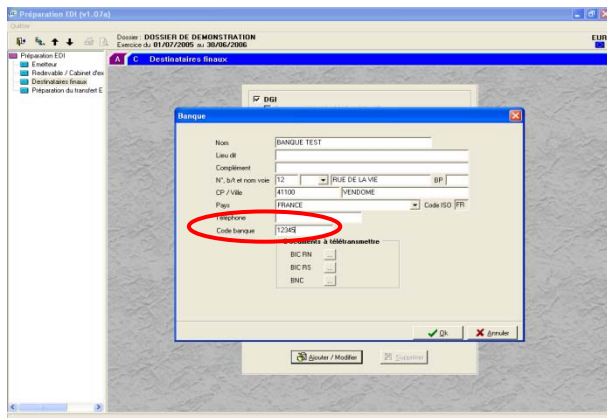 Préparation EDI (v1.07a)
Quitter
Dossier : DOSSIER DE DEMONSTRATION
Exercice du 01/07/2005 au 30/06/2006
EUR
Préparation EDI
Emetteur
Redevable / Cabinet d'ex
Destinataires finaux
Préparation du transfert E
A C Destinataires finaux
DGI
Banque
Nom BANQUE TEST
Lieu dit
Complément
N°, b/t et nom voie 12 RUE DE LA VIE BP
CP / Ville 41100 VENDOME
Pays FRANCE Code ISO FR
Téléphone
Code banque 12345
Documents à télétransmettre
BIC RN ...
BIC RS ...
BNC ...
Ok Annuler
Ajouter / Modifier Supprimer